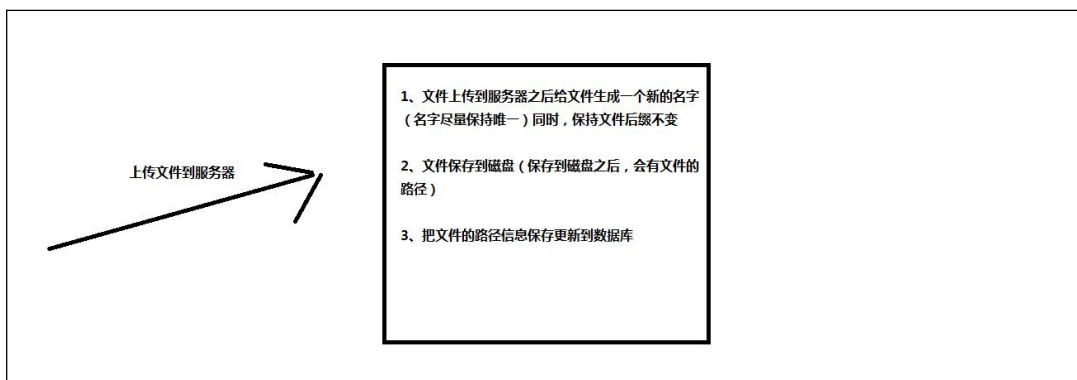 上传文件到服务器
1、文件上传到服务器之后给文件生成一个新的名字
（名字尽量保持唯一）同时，保持文件后缀不变
2、文件保存到磁盘（保存到磁盘之后，会有文件的
路径）
3、把文件的路径信息保存更新到数据库